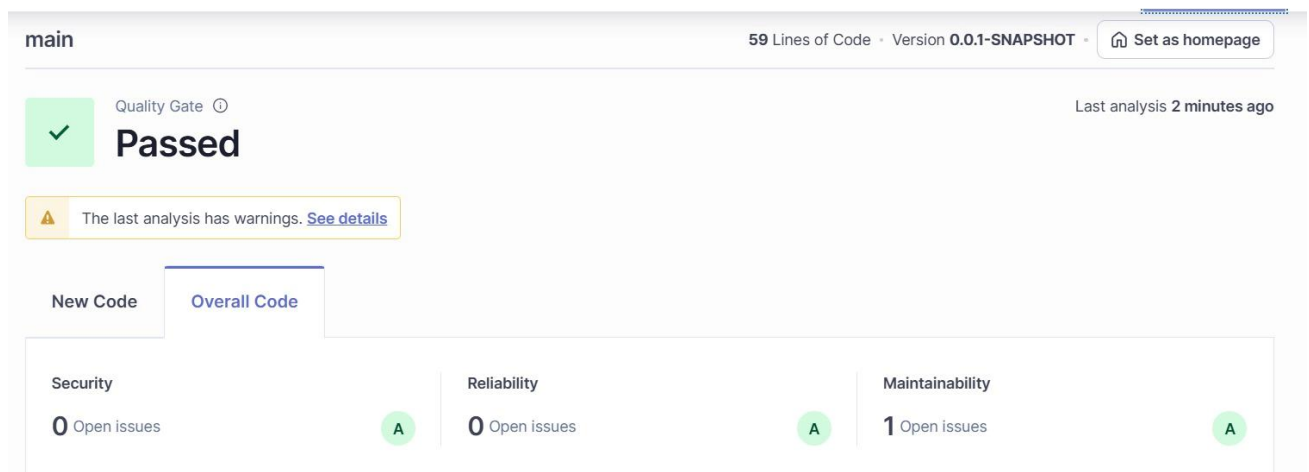 main
59 Lines of Code • Version 0.0.1-SNAPSHOT • Set as homepage
Quality Gate
Passed
Last analysis 2 minutes ago
The last analysis has warnings. See details
New Code
Overall Code
Security
0 Open issues
A
Reliability
0 Open issues
A
Maintainability
1 Open issues
A